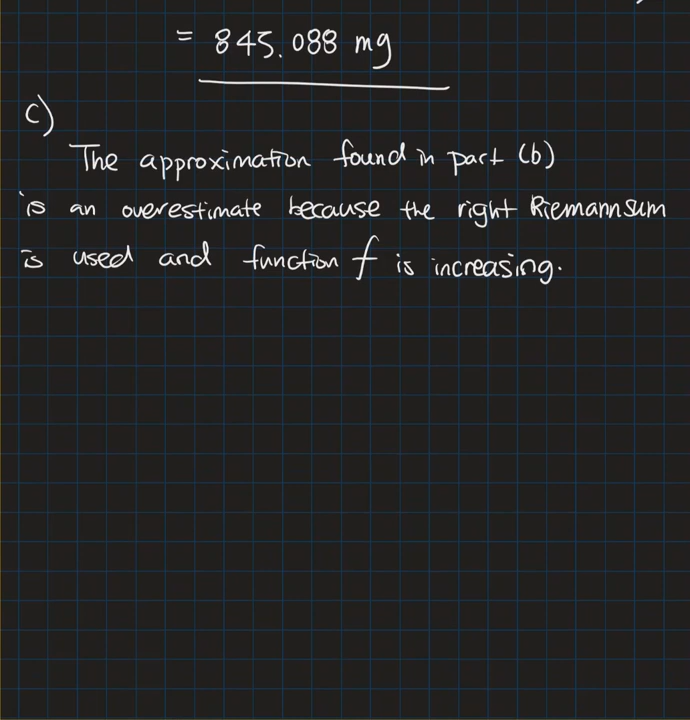 = 845.088 mg
c)
The approximation found in part (b)
is an overestimate because the right Riemann sum
is used and function f is increasing.